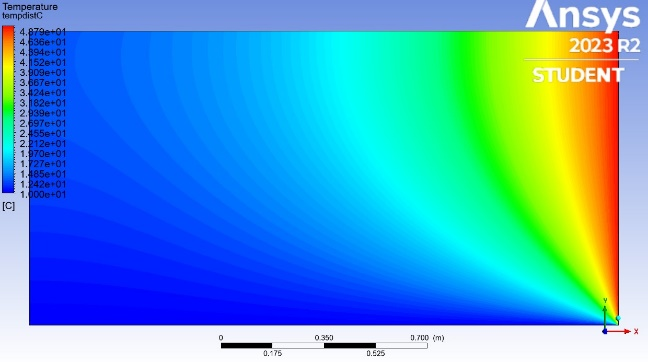 Temperature
tempdistC
4.879e+01
4.636e+01
4.394e+01
4.152e+01
3.909e+01
3.667e+01
3.424e+01
3.182e+01
2.939e+01
2.697e+01
2.455e+01
2.212e+01
1.970e+01
1.727e+01
1.485e+01
1.242e+01
1.000e+01
[C]
Ansys
2023 R2
STUDENT
Y
X
0 0.350 0.700 (m)
0.175 0.525